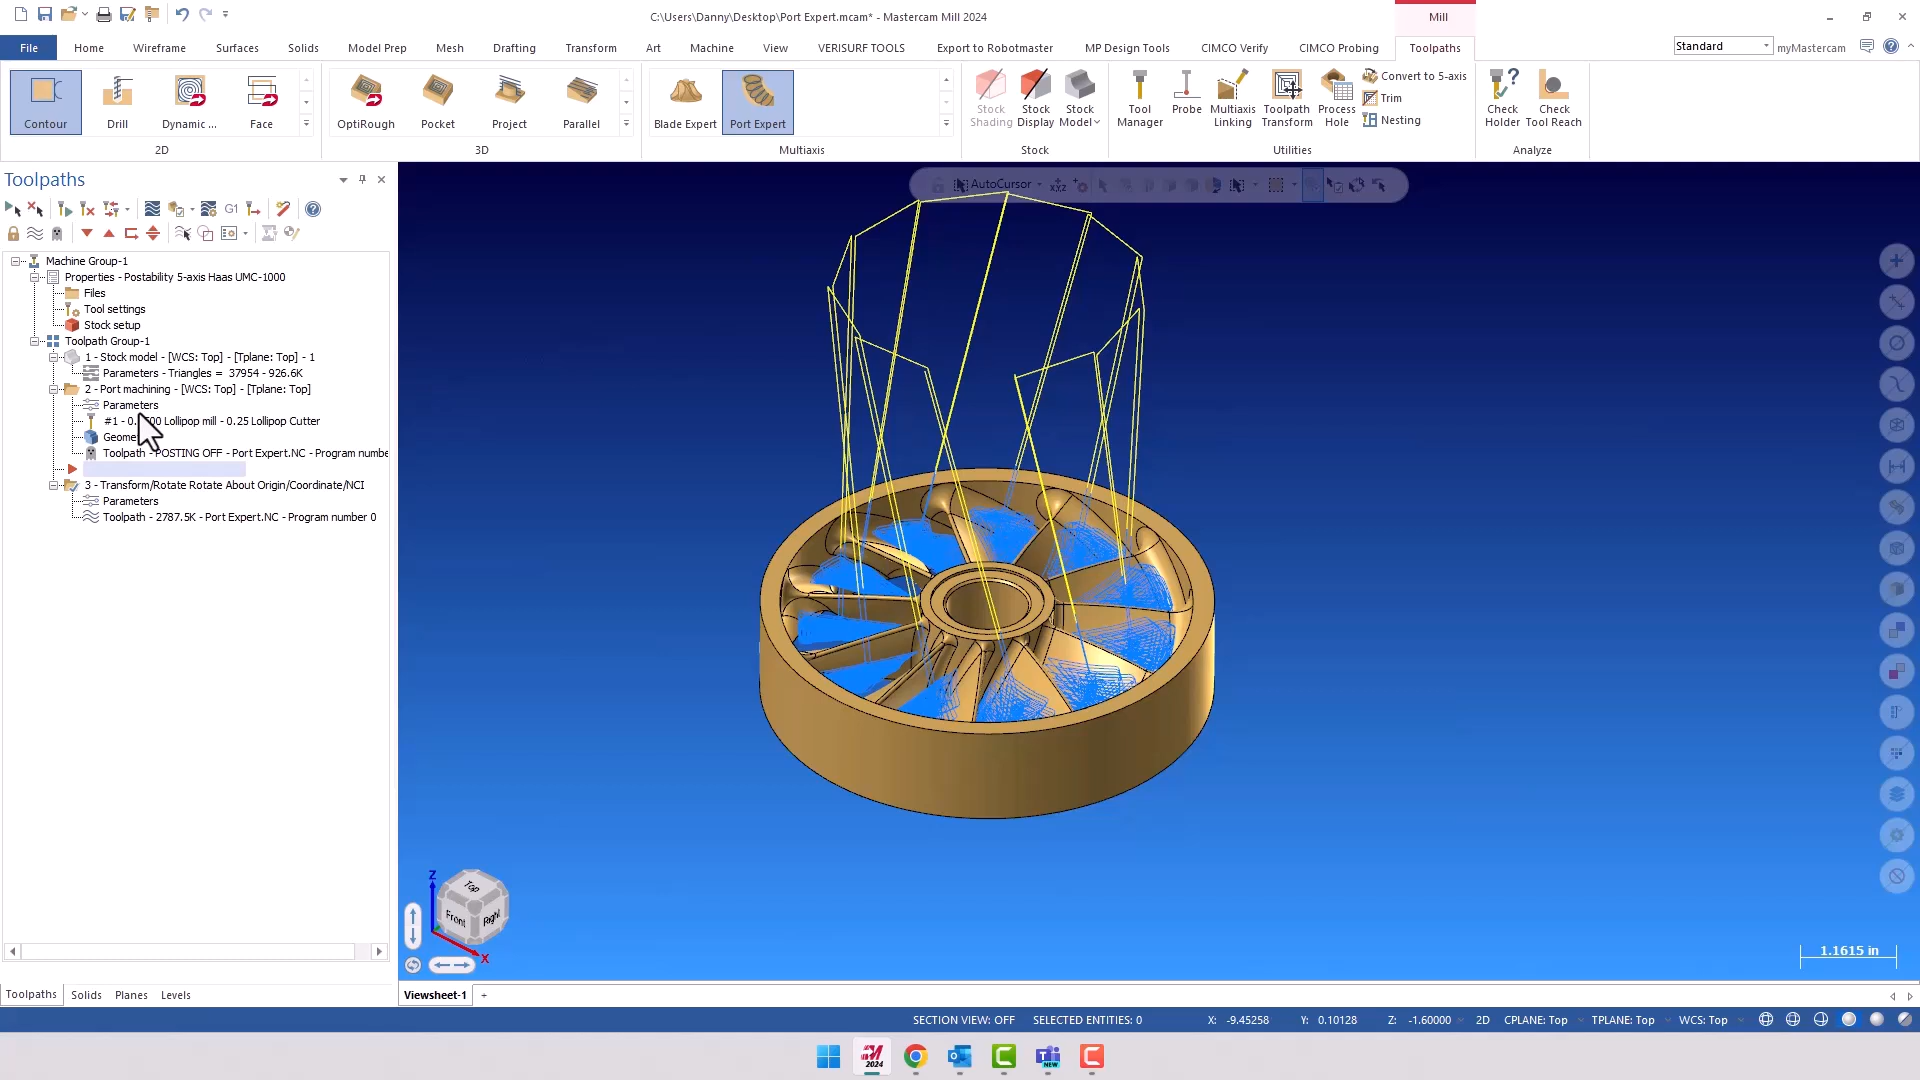 C:\Users\Danny\Desktop\Port Expert.mcam* - Mastercam Mill 2024
Mill
File
Home
Wireframe
Surfaces
Solids
Model Prep
Mesh
Drafting
Transform
Art
Machine
View
VERISURF TOOLS
Export to Robotmaster
MP Design Tools
CIMCO Verify
CIMCO Probing
Toolpaths
Standard
myMastercam
Contour
Drill
Dynamic ...
Face
2D
OptiRough
Pocket
Project
Parallel
3D
Blade Expert
Port Expert
Multiaxis
Stock Shading
Stock Display
Stock Model
Stock
Tool Manager
Probe
Multiaxis Linking
Toolpath Transform
Process Hole
Convert to 5-axis
Trim
Nesting
Utilities
Check Holder
Check Tool Reach
Analyze
Toolpaths
G1
AutoCursor
Machine Group-1
Properties - Postability 5-axis Haas UMC-1000
Files
Tool settings
Stock setup
Toolpath Group-1
1 - Stock model - [WCS: Top] - [Tplane: Top] - 1
Parameters - Triangles = 37954 - 926.6K
2 - Port machining - [WCS: Top] - [Tplane: Top]
Parameters
Lollipop mill - 0.25 Lollipop Cutter
Toolpath - POSTING OFF - Port Expert.NC - Program numbe
3 - Transform/Rotate Rotate About Origin/Coordinate/NCI
Parameters
Toolpath - 2787.5K - Port Expert.NC - Program number 0
Z
Top
Front
Right
X
1.1615 in
Toolpaths
Solids
Planes
Levels
Viewsheet-1
+
SECTION VIEW: OFF
SELECTED ENTITIES: 0
X: -9.45258
Y: 0.10128
Z: -1.60000
2D
CPLANE: Top
TPLANE: Top
WCS: Top
2024
NEW